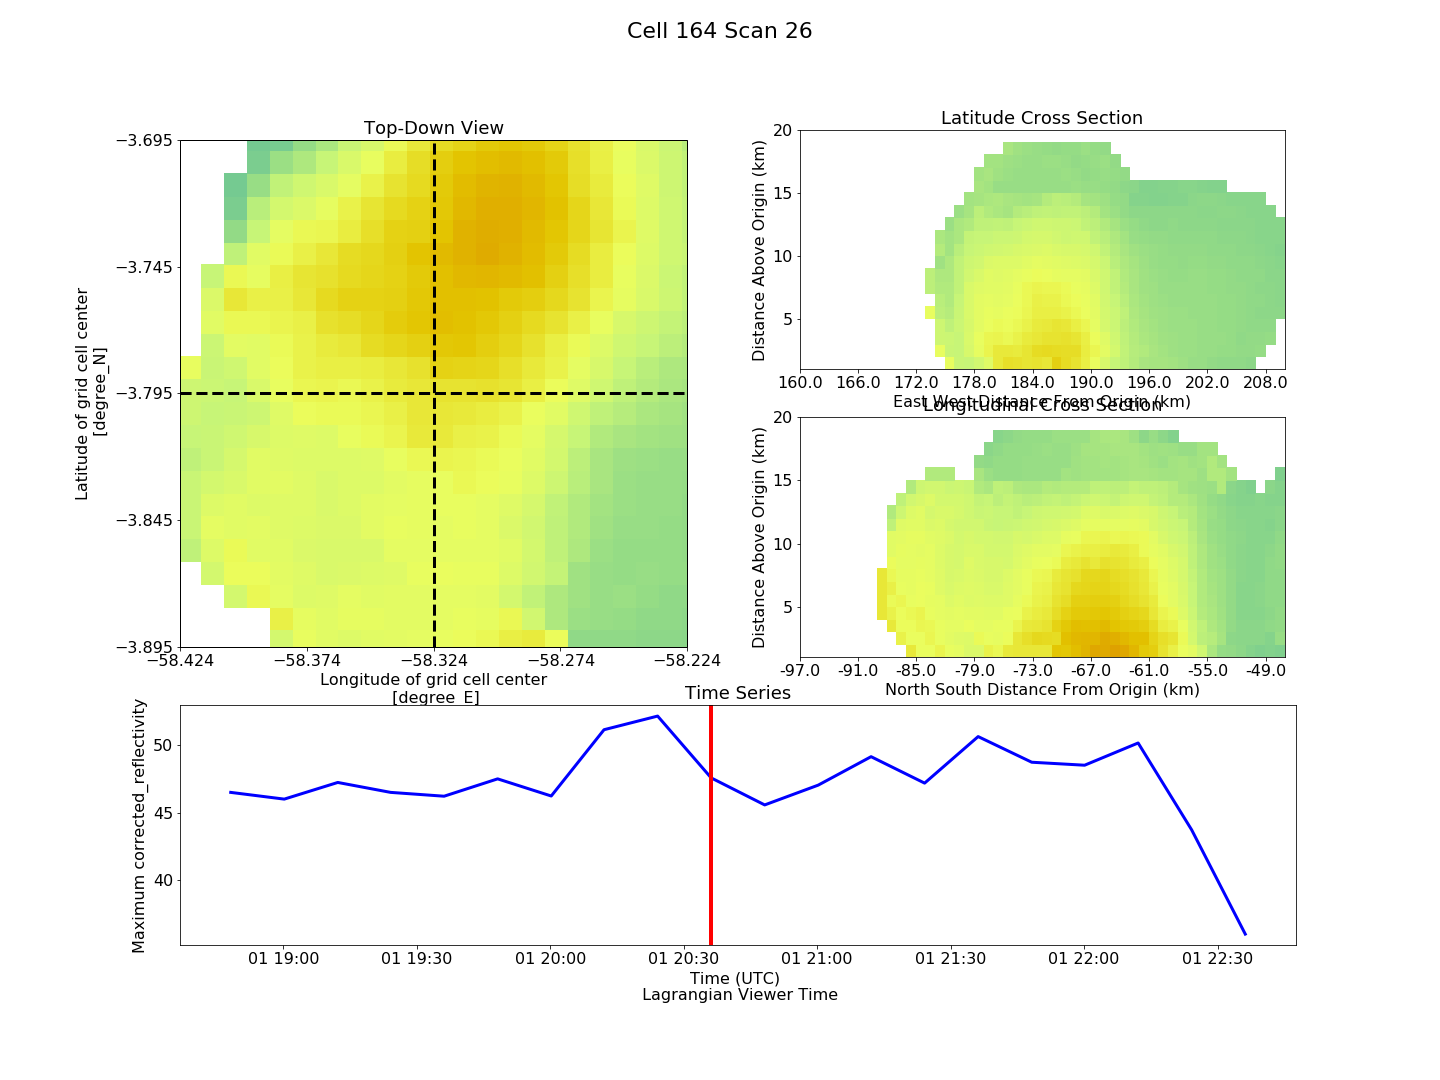 Cell 164 Scan 26
Top-Down View
−3.695
−3.745
−3.795
−3.845
−3.895
Latitude of grid cell center
[degree_N]
−58.424 −58.374 −58.324 −58.274 −58.224
Longitude of grid cell center
[degree_E]
Latitude Cross Section
20
15
10
5
Distance Above Origin (km)
160.0 166.0 172.0 178.0 184.0 190.0 196.0 202.0 208.0
East West Distance From Origin (km)
Longitudinal Cross Section
20
15
10
5
Distance Above Origin (km)
-97.0 -91.0 -85.0 -79.0 -73.0 -67.0 -61.0 -55.0 -49.0
North South Distance From Origin (km)
Time Series
50
45
40
Maximum corrected_reflectivity
01 19:00 01 19:30 01 20:00 01 20:30 01 21:00 01 21:30 01 22:00 01 22:30
Time (UTC)
Lagrangian Viewer Time